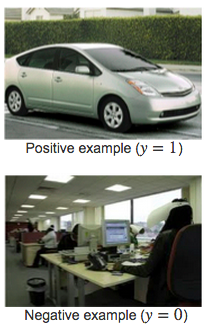 Positive example (y = 1)
Negative example (y = 0)